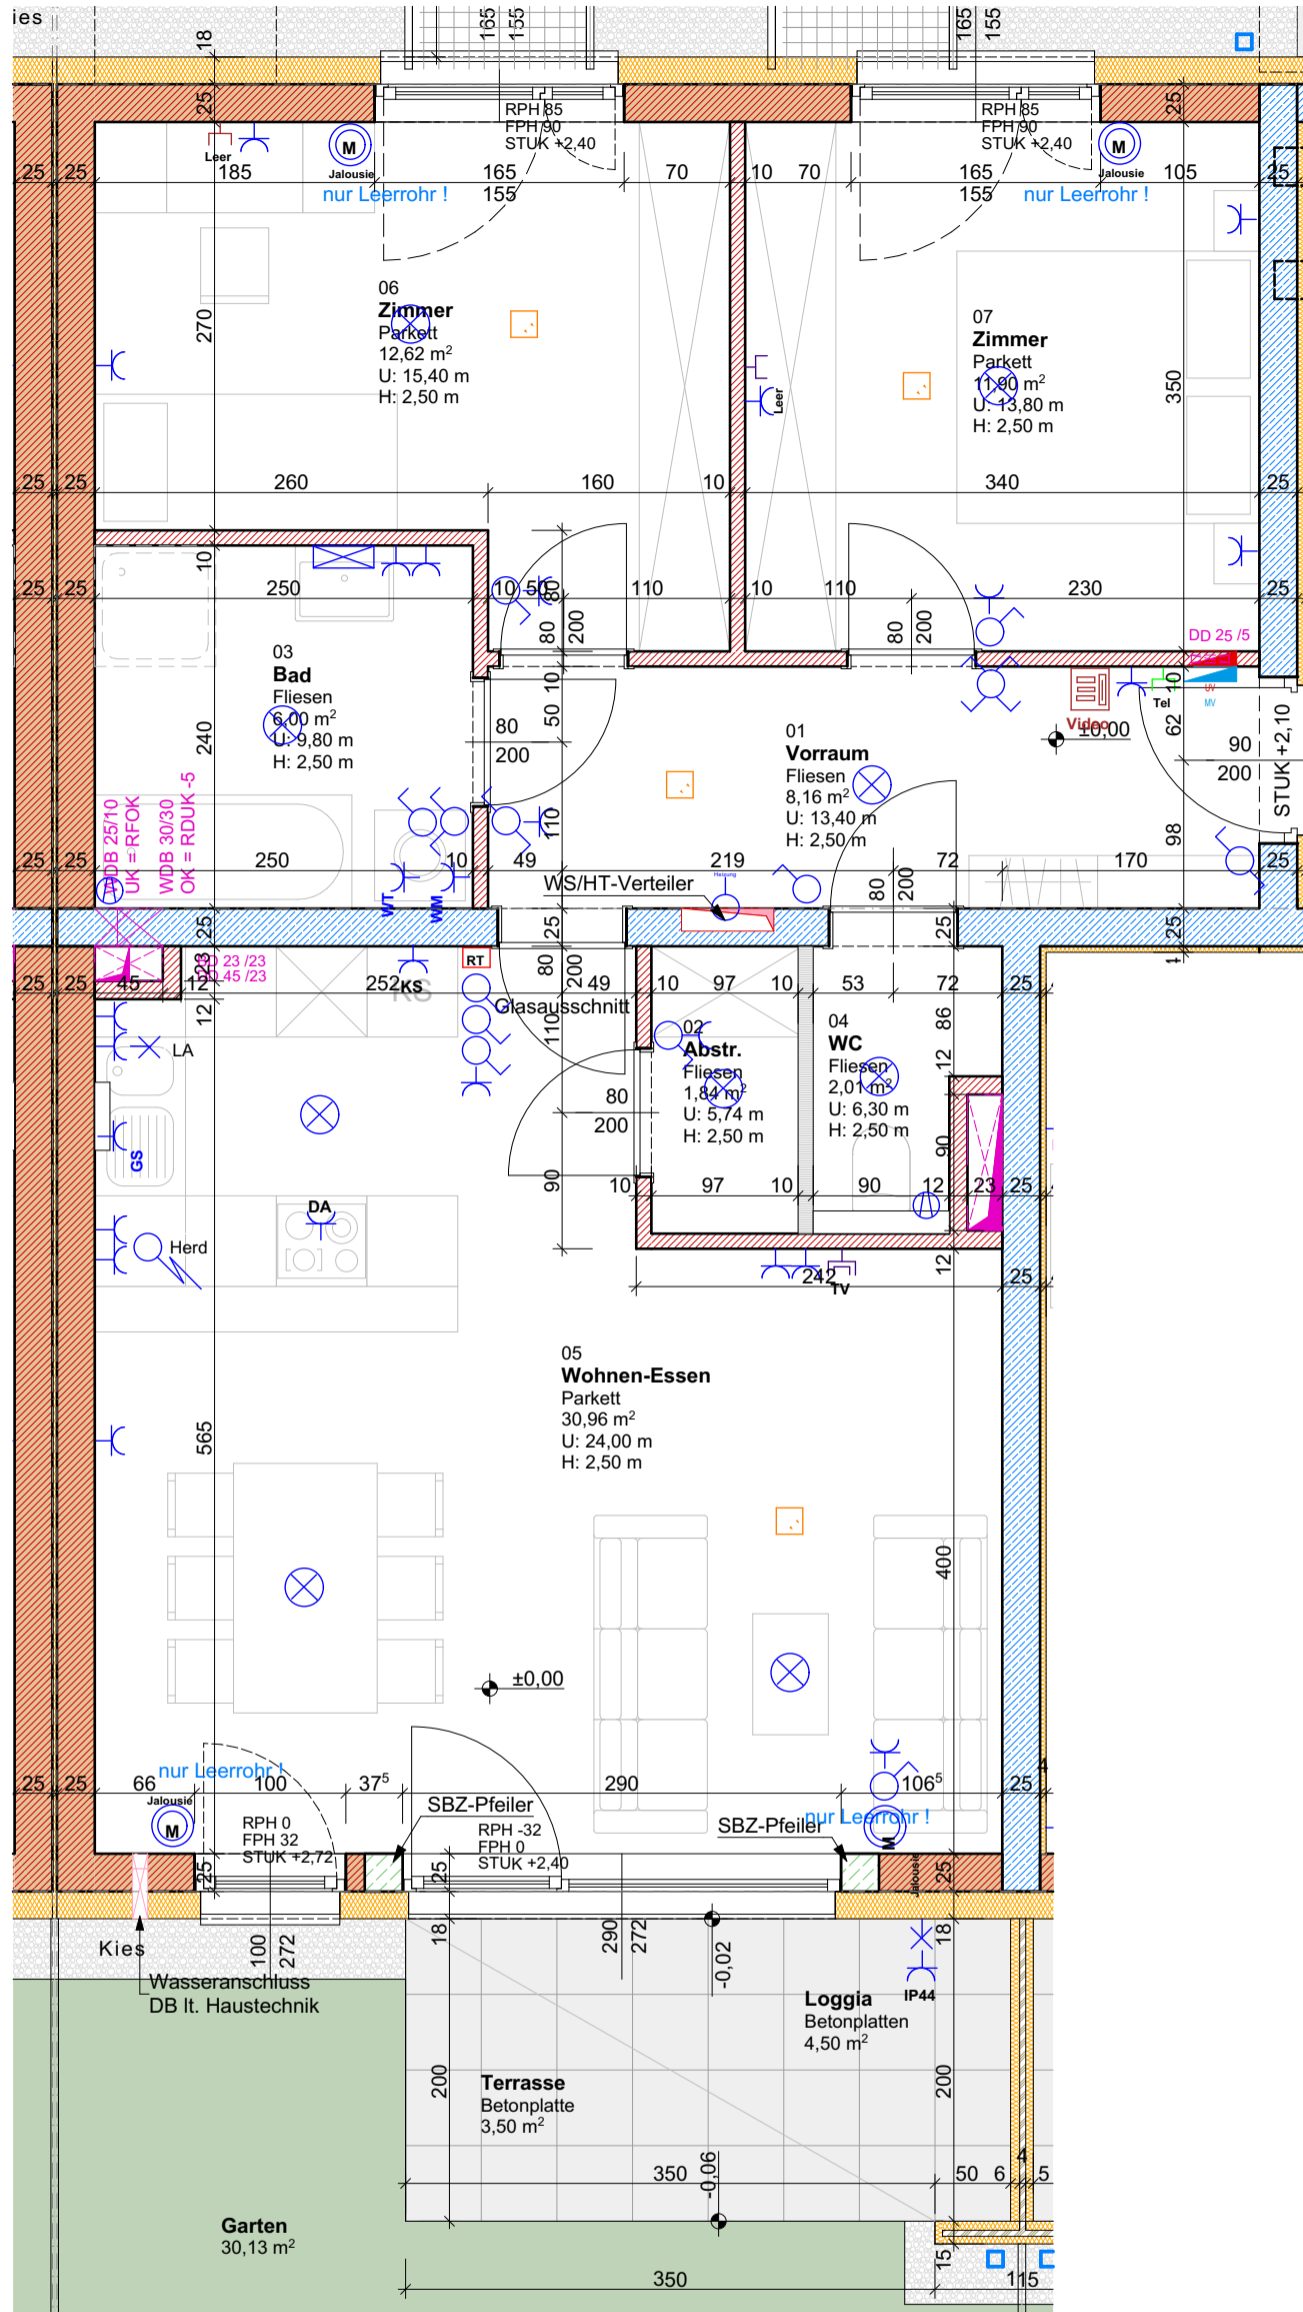 ies
18
165
155
165
155
25
25
RPH 85
FPH 90
STUK +2,40
RPH 85
FPH 90
STUK +2,40
Leer
M
Jalousie
M
Jalousie
25
25
185
165
155
70
10
70
165
155
105
25
nur Leerrohr !
nur Leerrohr !
270
06
Zimmer
Parkett
12,62 m²
U: 15,40 m
H: 2,50 m
07
Zimmer
Parkett
11,90 m²
U: 13,80 m
H: 2,50 m
350
Leer
25
25
260
160
10
340
25
10
25
25
250
10
50
80
110
10
110
230
25
80
200
80
200
DD 25 /5
03
Bad
Fliesen
6,00 m²
U: 9,80 m
H: 2,50 m
240
10
50
80
200
110
01
Vorraum
Fliesen
8,16 m²
U: 13,40 m
H: 2,50 m
Video
±0,00
Tel
UV
MV
10
62
90
200
98
STUK +2,10
WDB 25/10
UK = RFOK
WDB 30/30
OK = RDUK -5
25
25
250
10
49
219
72
170
25
WT
WM
WS/HT-Verteiler
Heizung
80
200
25
25
25
25
1
23
DD 23 /23
DD 45 /23
25
25
45
12
252
KS
KS
RT
80
200
49
10
97
10
53
72
25
Glasausschnitt
12
110
86
12
LA
02
Abstr.
Fliesen
1,84 m²
U: 5,74 m
H: 2,50 m
04
WC
Fliesen
2,01 m²
U: 6,30 m
H: 2,50 m
80
200
90
90
GS
10
97
10
90
12
23
25
DA
Herd
12
242
25
TV
05
Wohnen-Essen
Parkett
30,96 m²
U: 24,00 m
H: 2,50 m
565
400
±0,00
nur Leerrohr !
25
25
66
100
37⁵
290
106⁵
25
4
Jalousie
M
RPH 0
FPH 32
STUK +2,72
SBZ-Pfeiler
RPH -32
FPH 0
STUK +2,40
SBZ-Pfeiler
nur Leerrohr !
M
Jalousie
25
25
25
Kies
100
272
18
290
272
-0,02
18
Wasseranschluss
DB lt. Haustechnik
IP44
Loggia
Betonplatten
4,50 m²
200
200
Terrasse
Betonplatte
3,50 m²
350
-0,06
50
6
4
5
Garten
30,13 m²
15
350
115